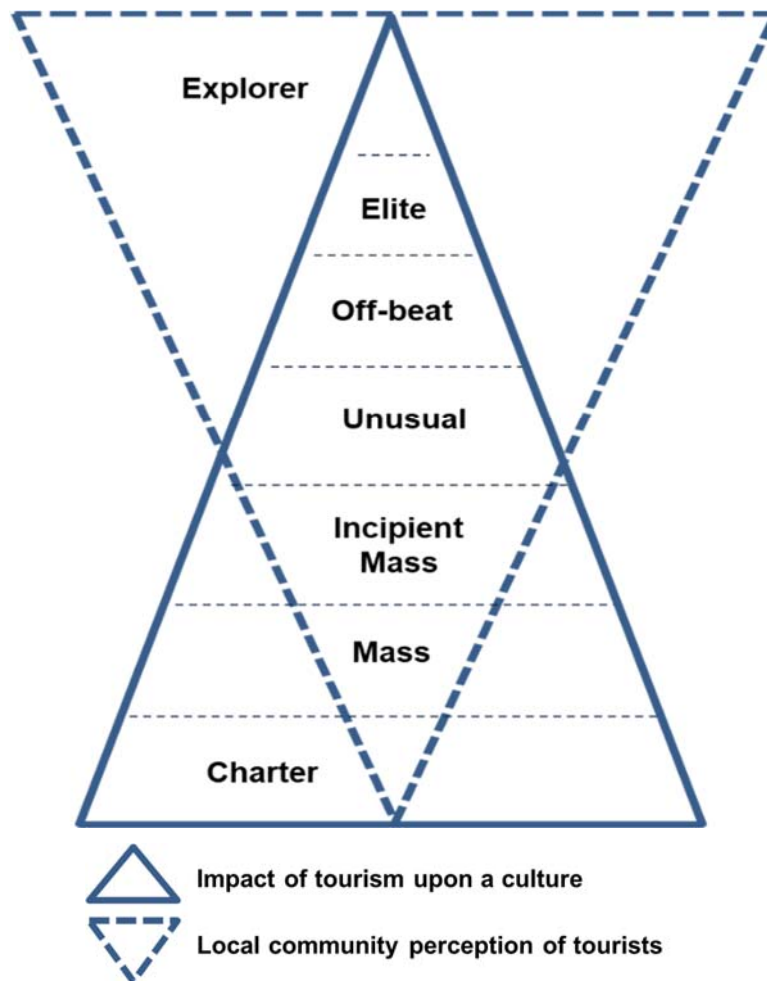 Explorer
Elite
Off-beat
Unusual
Incipient
Mass
Mass
Charter
Impact of tourism upon a culture
Local community perception of tourists